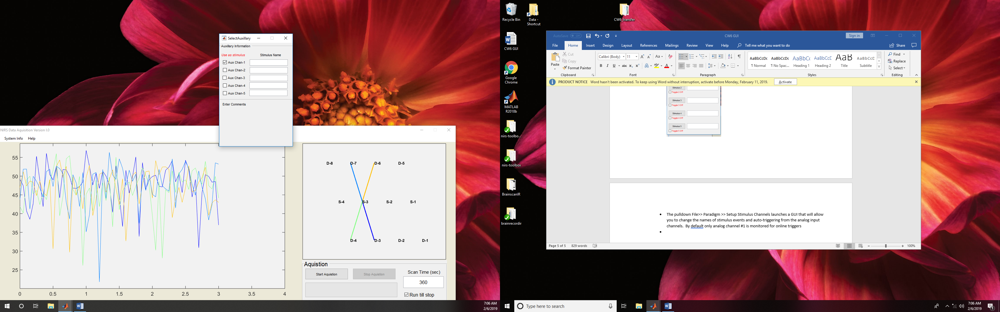 SelectAuxillary
Auxillary Information
Use as stimulus Stimulus Name
Aux Chan-1
Aux Chan-2
Aux Chan-3
Aux Chan-4
Aux Chan-5
Enter Comments
NIRS Data Aquisition Version I.0
System Info Help
55
50
45
40
35
30
25
0 0.5 1 1.5 2 2.5 3 3.5 4
D-8 D-7 D-6 D-5
S-4 S-3 S-2 S-1
D-4 D-3 D-2 D-1
Aquistion
Start Aquistion Stop Aquistion
Scan Time (sec)
360
Run till stop
7:06 AM
2/6/2019
Recycle Bin
Data -
Shortcut
CW6_transfer
CW6 GUI
Google
Chrome
MATLAB
R2018b
nirs-toolbo...
nirs-toolbox
BrainscanIR
brainrecordir
AutoSave Off
CW6 GUI
Sign in
File Home Insert Design Layout References Mailings Review View Help Tell me what you want to do Share
Paste
Cut
Copy
Format Painter
Clipboard
Calibri (Body) 11
Aa
B I U abc x₂ x²
Font
Paragraph
AaBbCcDc AaBbCcDc AaBbCc AaBbCcD AaB AaBbCcD
¶ Normal ¶ No Spac... Heading 1 Heading 2 Title Subtitle
Styles
Find
Replace
Select
Editing
PRODUCT NOTICE Word hasn't been activated. To keep using Word without interruption, activate before Monday, February 11, 2019. Activate
Stimulus 2
Toggle 2 Off
Stimulus 3
Toggle 3 Off
Stimulus 4
Toggle 4 Off
Stimulus 5
Toggle 5 Off
• The pulldown File>> Paradigm >> Setup Stimulus Channels launches a GUI that will allow
you to change the names of stimulus events and auto-triggering from the analog input
channels. By default only analog channel #1 is monitored for online triggers
•
Page 5 of 5 829 words
100%
Type here to search
7:06 AM
2/6/2019
1